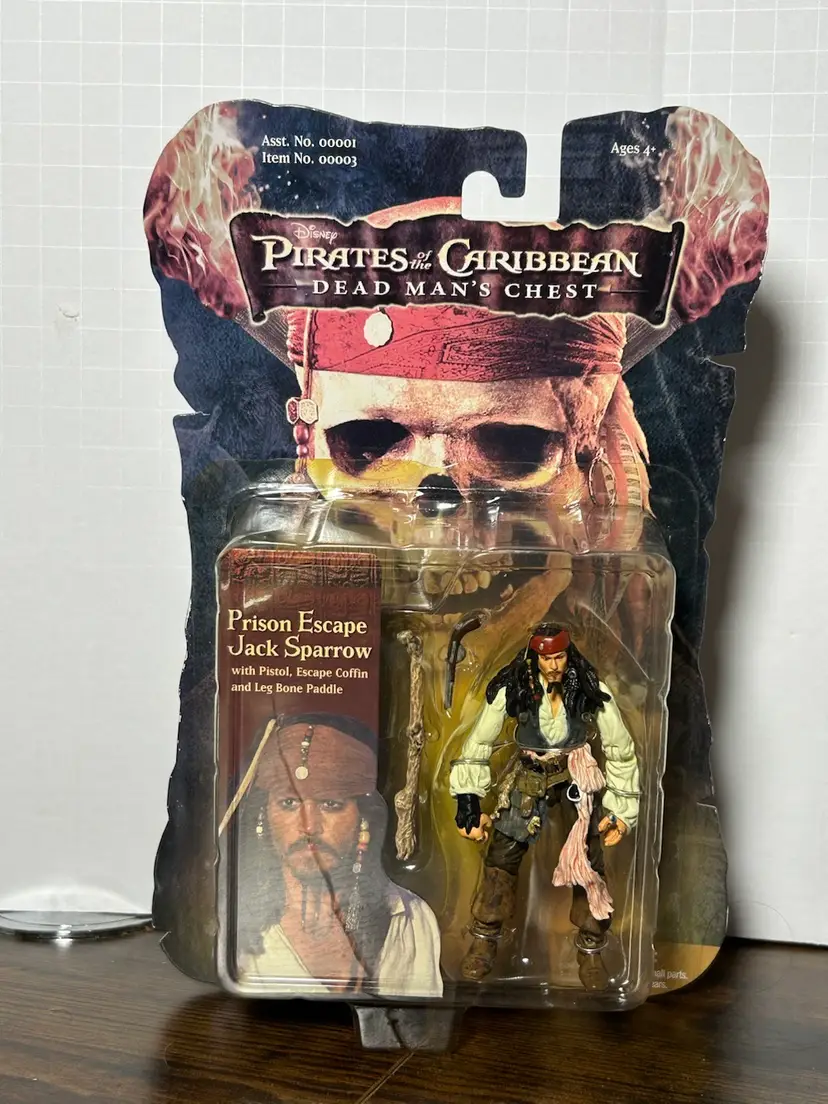 Asst. No. 00001
Item No. 00003
Ages 4+
Disney
PIRATES of the CARIBBEAN
DEAD MAN'S CHEST
Prison Escape
Jack Sparrow
with Pistol, Escape Coffin
and Leg Bone Paddle
parts.